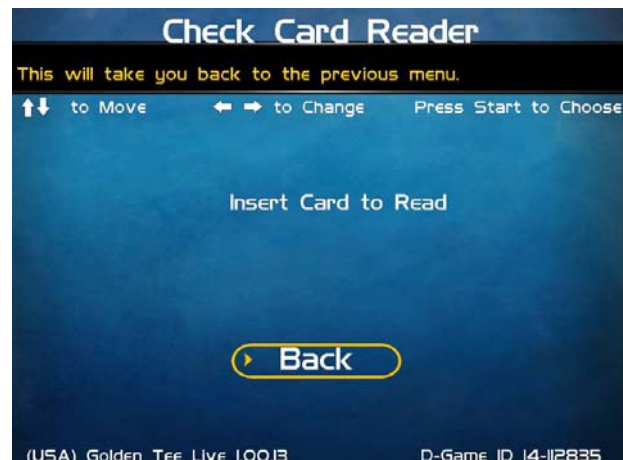 Check Card Reader
This will take you back to the previous menu.
to Move to Change Press Start to Choose
Insert Card to Read
Back
(USA) Golden Tee Live 1.00.13 D-Game ID 14-112835